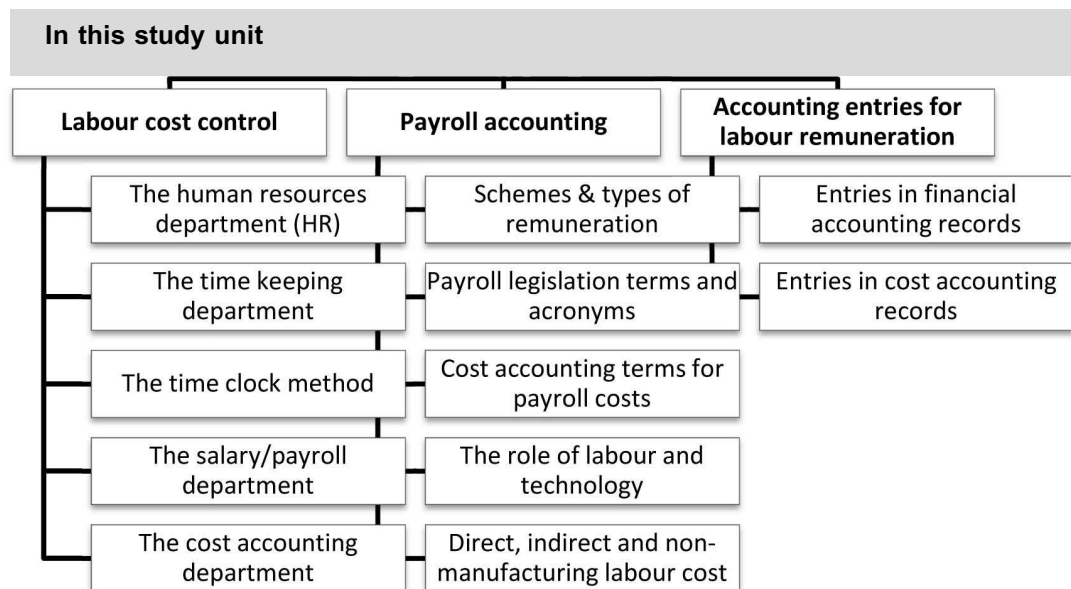 In this study unit
Labour cost control
The human resources
department (HR)
The time keeping
department
The time clock method
The salary/payroll
department
The cost accounting
department
Payroll accounting
Schemes & types of
remuneration
Payroll legislation terms and
acronyms
Cost accounting terms for
payroll costs
The role of labour and
technology
Direct, indirect and non-
manufacturing labour cost
Accounting entries for
labour remuneration
Entries in financial
accounting records
Entries in cost accounting
records